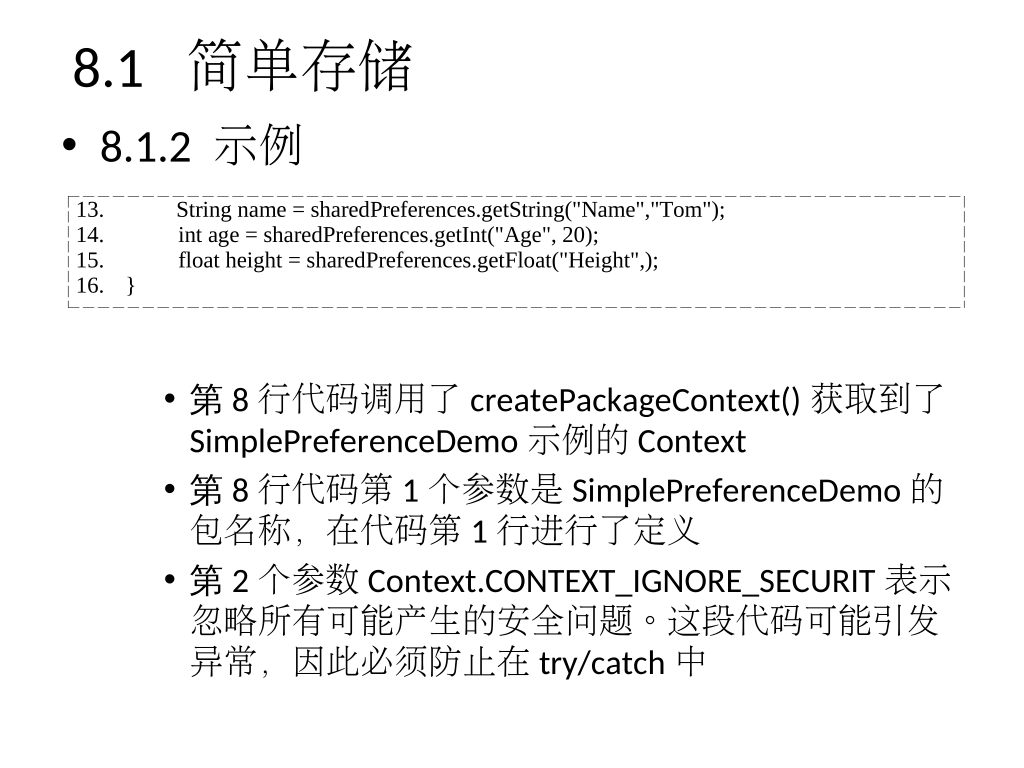 8.1 简单存储
• 8.1.2 示例
13. String name = sharedPreferences.getString("Name","Tom");
14. int age = sharedPreferences.getInt("Age", 20);
15. float height = sharedPreferences.getFloat("Height",);
16. }
• 第 8 行代码调用了 createPackageContext() 获取到了
SimplePreferenceDemo 示例的 Context
• 第 8 行代码第 1 个参数是 SimplePreferenceDemo 的
包名称，在代码第 1 行进行了定义
• 第 2 个参数 Context.CONTEXT_IGNORE_SECURIT 表示
忽略所有可能产生的安全问题。这段代码可能引发
异常，因此必须防止在 try/catch 中